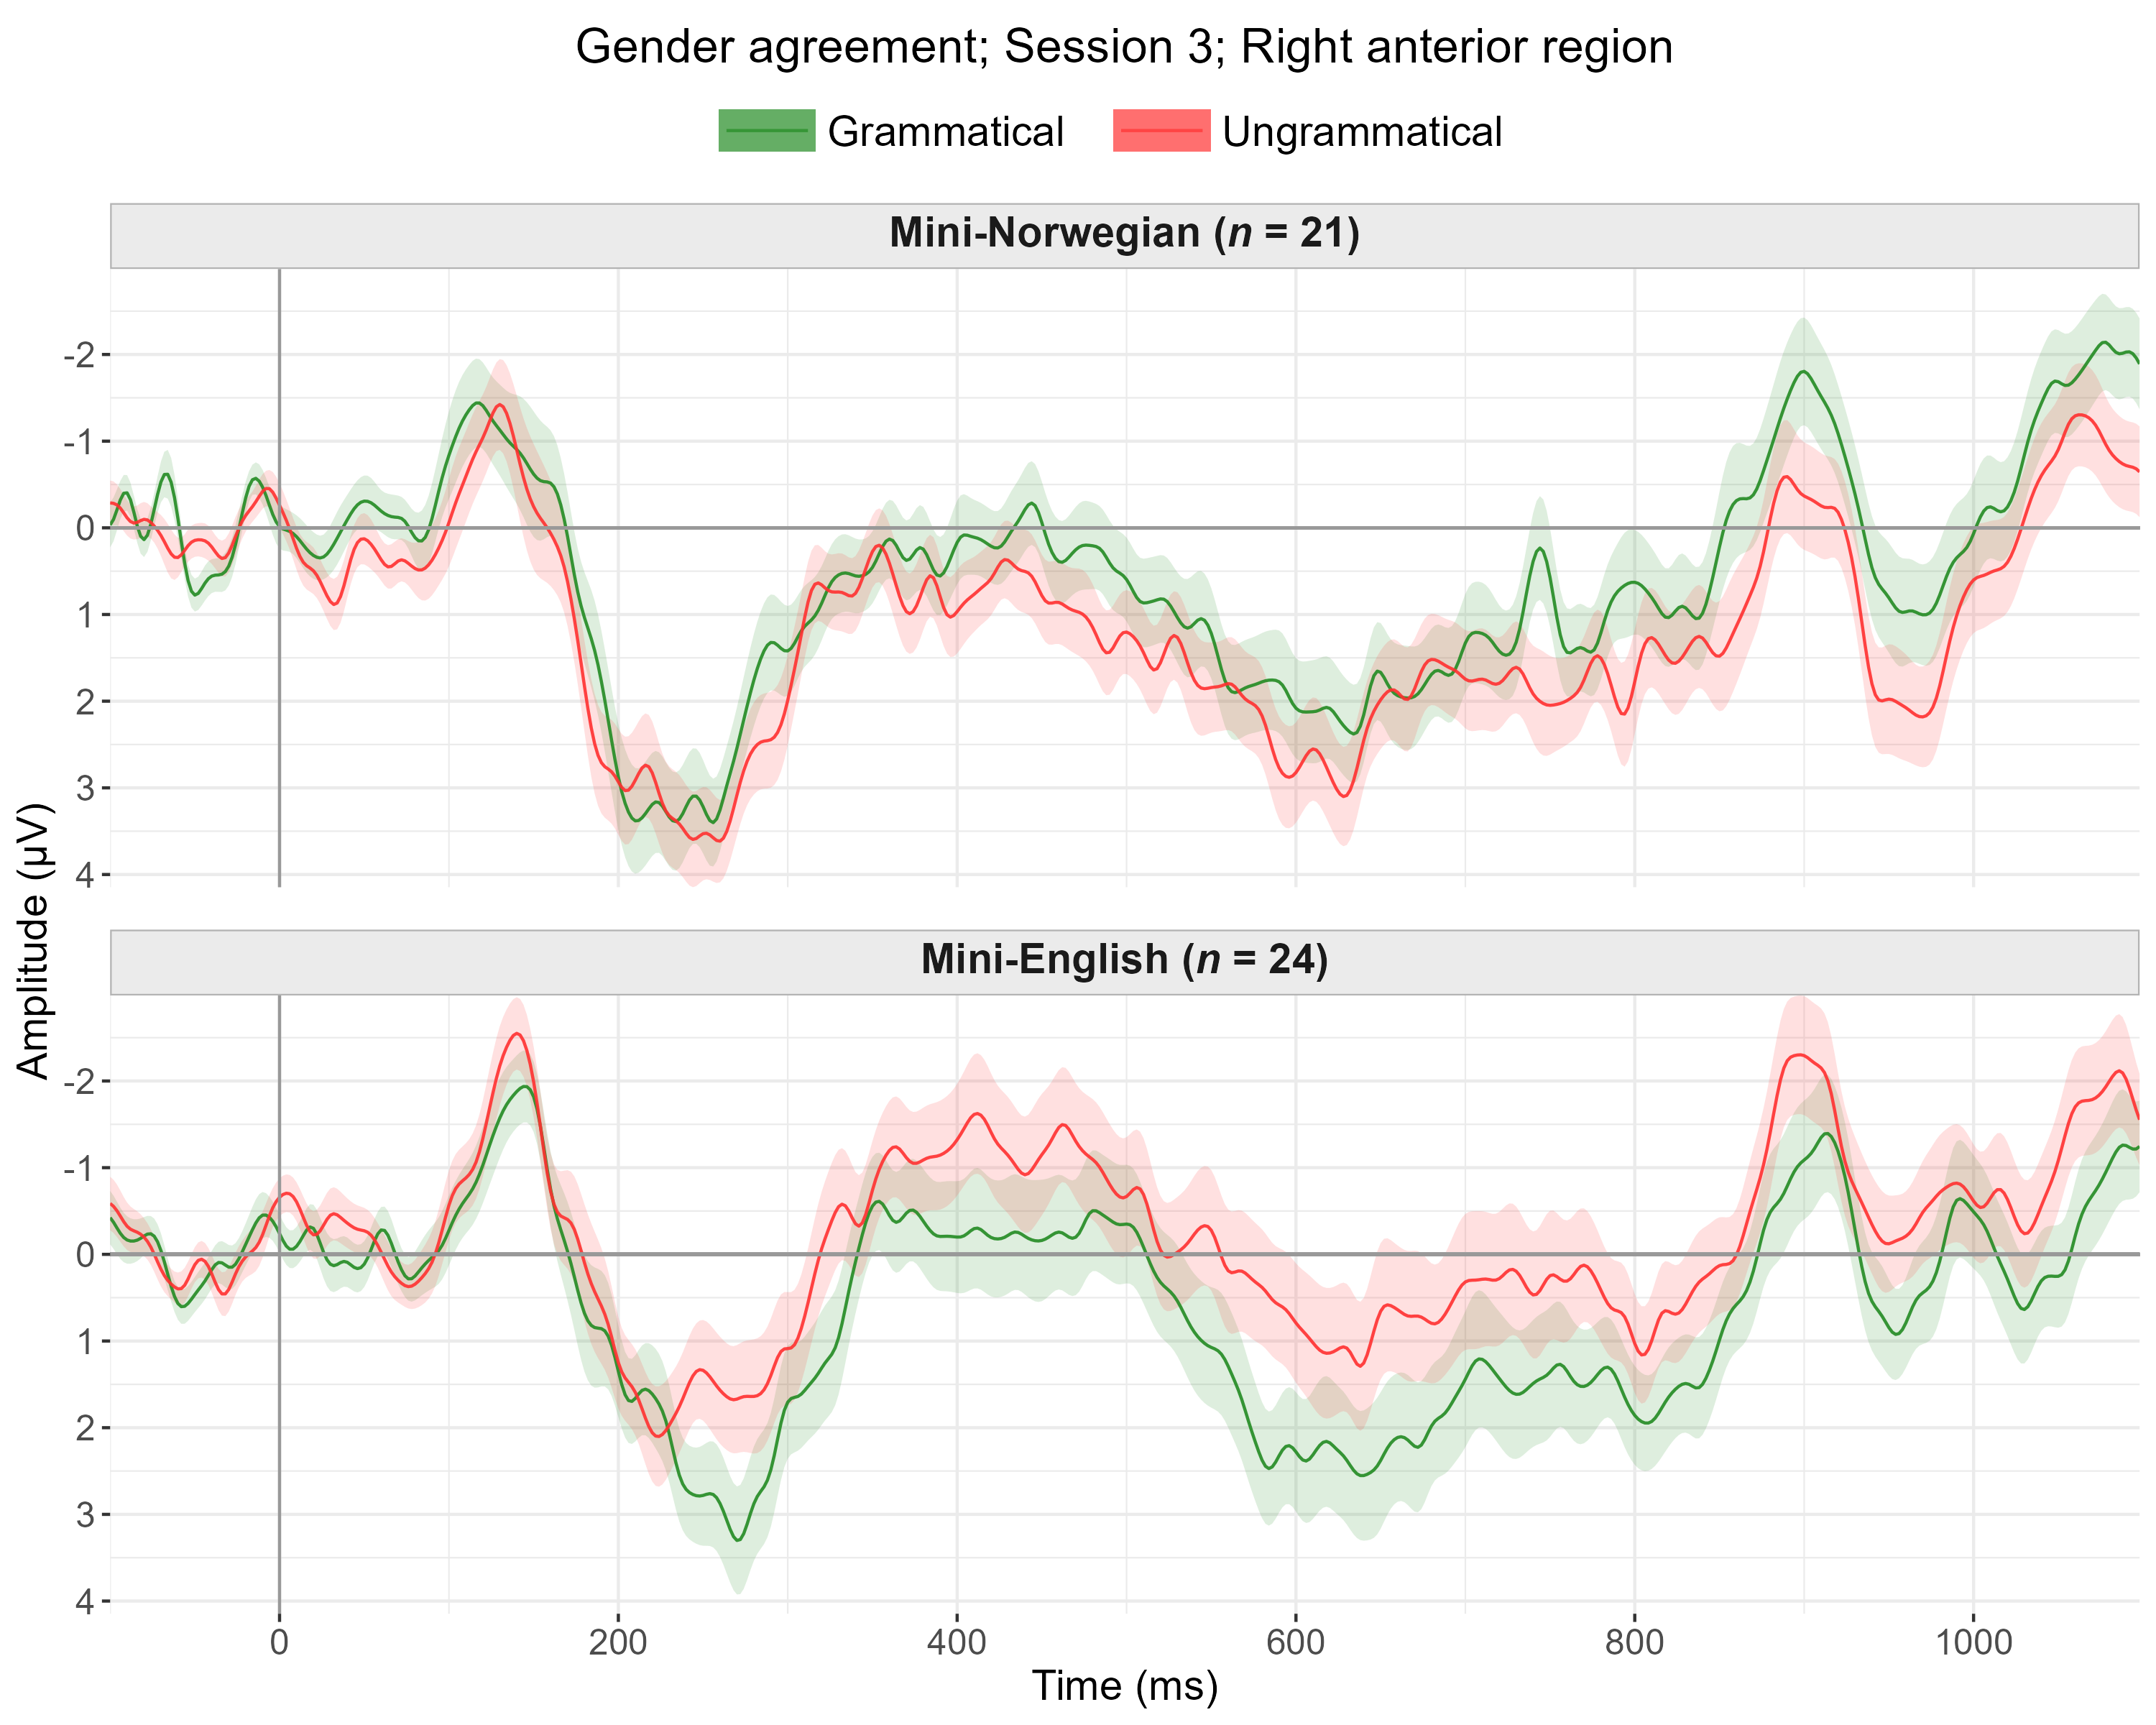 Gender agreement; Session 3; Right anterior region
Grammatical
Ungrammatical
Mini-Norwegian (n = 21)
-2
-1
0
1
2
3
4
Mini-English (n = 24)
-2
-1
0
1
2
3
4
Amplitude (µV)
0
200
400
600
800
1000
Time (ms)